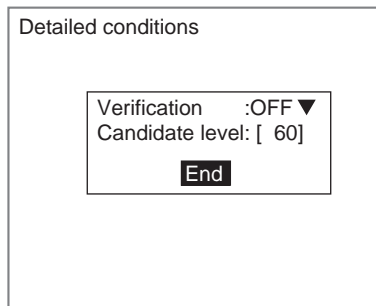 Detailed conditions
Verification :OFF▼
Candidate level: [ 60]
End